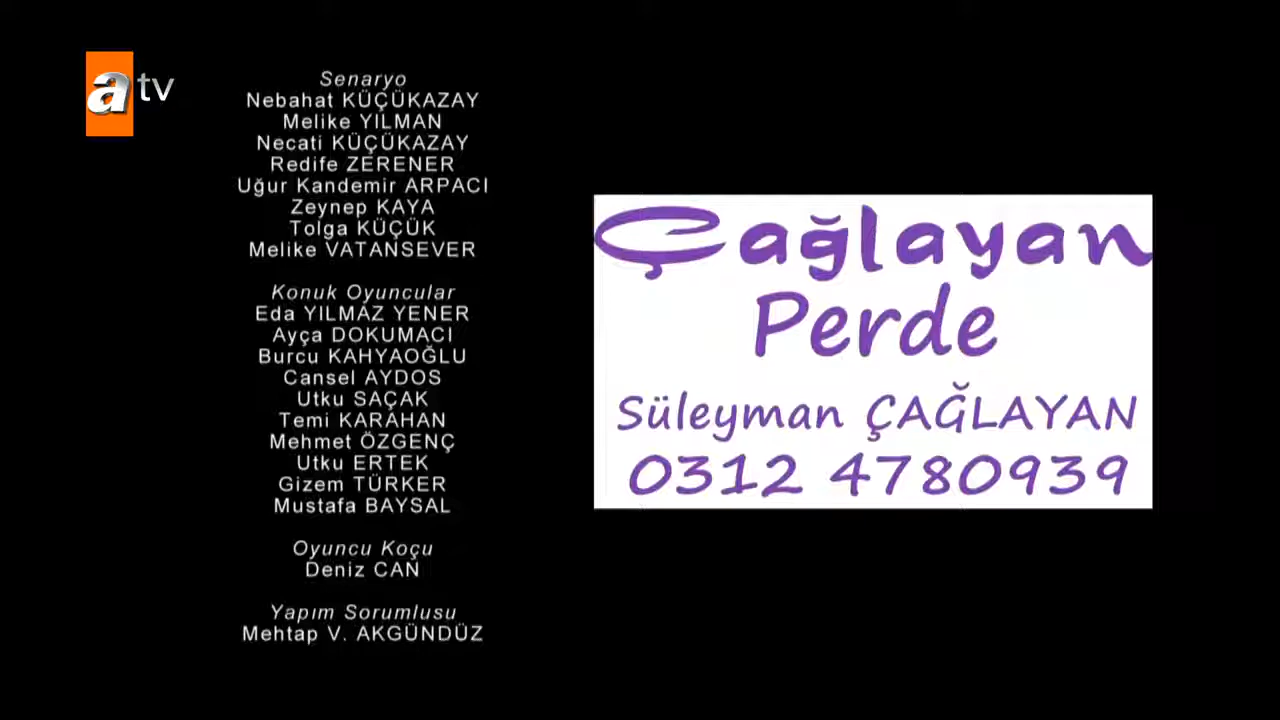 atv
Senaryo
Nebahat KÜÇÜKAZAY
Melike YILMAN
Necati KÜÇÜKAZAY
Redife ZERENER
Uğur Kandemir ARPACI
Zeynep KAYA
Tolga KÜÇÜK
Melike VATANSEVER
Konuk Oyuncular
Eda YILMAZ YENER
Ayça DOKUMACI
Burcu KAHYAOĞLU
Cansel AYDOS
Utku SAÇAK
Temi KARAHAN
Mehmet ÖZGENÇ
Utku ERTEK
Gizem TÜRKER
Mustafa BAYSAL
Oyuncu Koçu
Deniz CAN
Yapım Sorumlusu
Mehtap V. AKGÜNDÜZ
Çağlayan
Perde
Süleyman ÇAĞLAYAN
0312 4780939